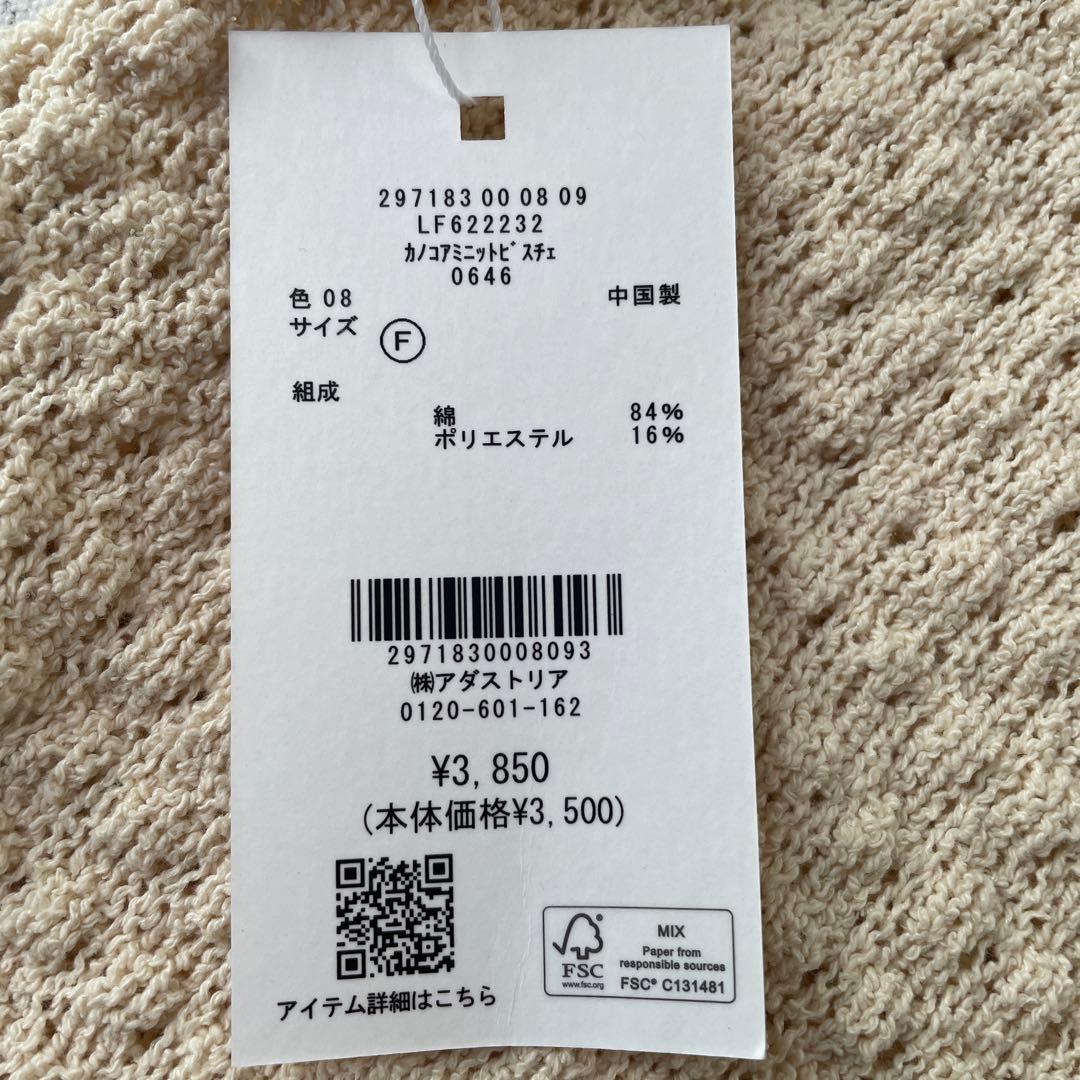 297183 00 08 09
LF622232
ｶﾉｺｱﾐﾆｯﾄﾋﾞｽﾁｪ
0646
色 08
中国製
サイズ
F
組成
綿 84%
ポリエステル 16%
2971830008093
㈱アダストリア
0120-601-162
¥3,850
(本体価格¥3,500)
アイテム詳細はこちら
FSC
www.fsc.org
MIX
Paper from
responsible sources
FSC® C131481